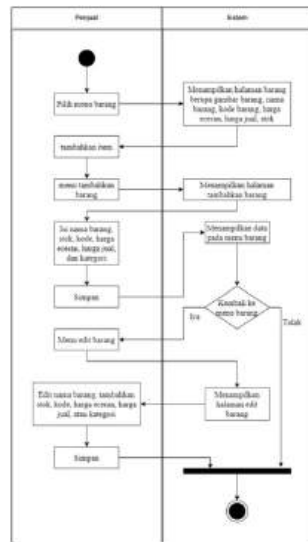 Penjual
Sistem
Pilih menu barang
Menampilkan halaman barang
berupa gambar barang, nama
barang, kode barang, harga
eceran, harga jual, stok
tambahkan item
menu tambahkan
barang
Menampilkan halaman
tambahkan barang
Isi nama barang,
stok, kode, harga
eceran, harga jual,
dan kategori
Menampilkan data
pada menu barang
Simpan
Kembali ke
menu barang
Iya
Tidak
Menu edit barang
Edit nama barang, tambahkan
stok, kode, harga eceran, harga
jual, atau kategori
Menampilkan
halaman edit
barang
Simpan